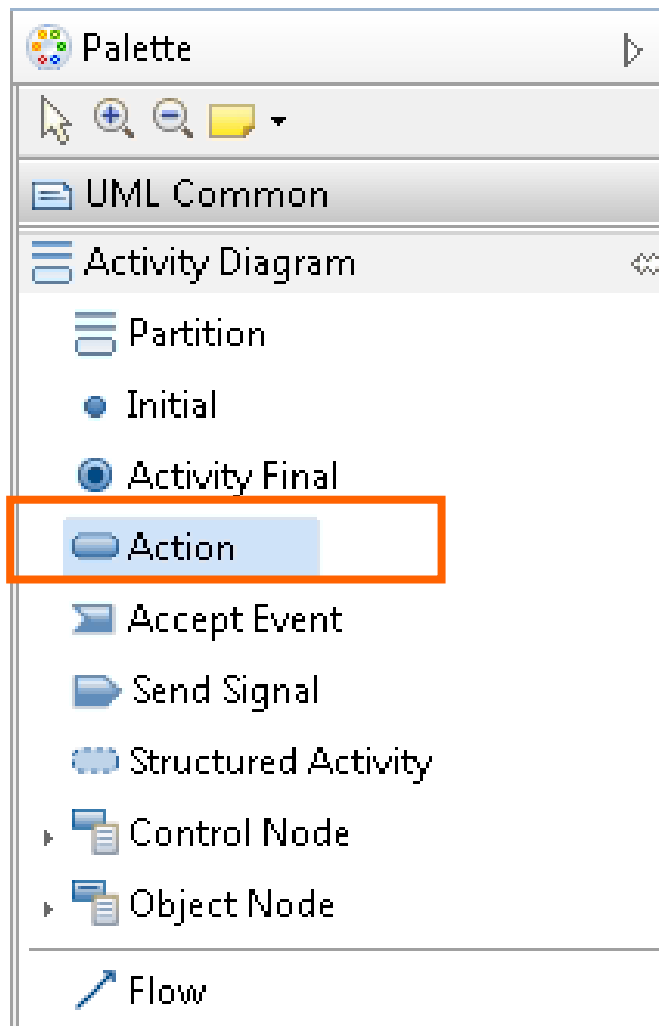 Palette
UML Common
Activity Diagram
Partition
Initial
Activity Final
Action
Accept Event
Send Signal
Structured Activity
Control Node
Object Node
Flow